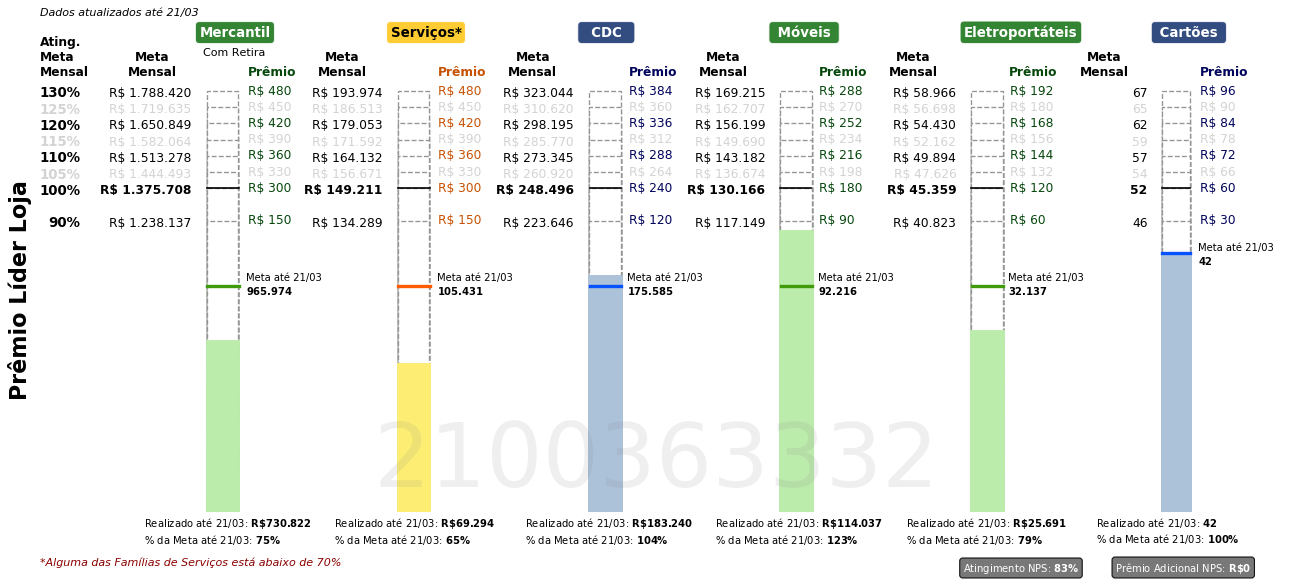 Dados atualizados até 21/03
Mercantil Serviços* CDC Móveis Eletroportáteis Cartões
Com Retira
Ating. Meta Mensal
Meta Mensal Prêmio Meta Mensal Prêmio Meta Mensal Prêmio Meta Mensal Prêmio Meta Mensal Prêmio Meta Mensal Prêmio
130% R$ 1.788.420 R$ 480 R$ 193.974 R$ 480 R$ 323.044 R$ 384 R$ 169.215 R$ 288 R$ 58.966 R$ 192 67 R$ 96
125% R$ 1.719.635 R$ 450 R$ 186.513 R$ 450 R$ 310.620 R$ 360 R$ 162.707 R$ 270 R$ 56.698 R$ 180 65 R$ 90
120% R$ 1.650.849 R$ 420 R$ 179.053 R$ 420 R$ 298.195 R$ 336 R$ 156.199 R$ 252 R$ 54.430 R$ 168 62 R$ 84
115% R$ 1.582.064 R$ 390 R$ 171.592 R$ 390 R$ 285.770 R$ 312 R$ 149.690 R$ 234 R$ 52.162 R$ 156 59 R$ 78
110% R$ 1.513.278 R$ 360 R$ 164.132 R$ 360 R$ 273.345 R$ 288 R$ 143.182 R$ 216 R$ 49.894 R$ 144 57 R$ 72
105% R$ 1.444.493 R$ 330 R$ 156.671 R$ 330 R$ 260.920 R$ 264 R$ 136.674 R$ 198 R$ 47.626 R$ 132 54 R$ 66
100% R$ 1.375.708 R$ 300 R$ 149.211 R$ 300 R$ 248.496 R$ 240 R$ 130.166 R$ 180 R$ 45.359 R$ 120 52 R$ 60
90% R$ 1.238.137 R$ 150 R$ 134.289 R$ 150 R$ 223.646 R$ 120 R$ 117.149 R$ 90 R$ 40.823 R$ 60 46 R$ 30
Prêmio Líder Loja
Meta até 21/03
42
Meta até 21/03 Meta até 21/03 Meta até 21/03 Meta até 21/03 Meta até 21/03
965.974 105.431 175.585 92.216 32.137
2100363332
Realizado até 21/03: R$730.822 Realizado até 21/03: R$69.294 Realizado até 21/03: R$183.240 Realizado até 21/03: R$114.037 Realizado até 21/03: R$25.691 Realizado até 21/03: 42
% da Meta até 21/03: 75% % da Meta até 21/03: 65% % da Meta até 21/03: 104% % da Meta até 21/03: 123% % da Meta até 21/03: 79% % da Meta até 21/03: 100%
*Alguma das Famílias de Serviços está abaixo de 70%
Atingimento NPS: 83% Prêmio Adicional NPS: R$0